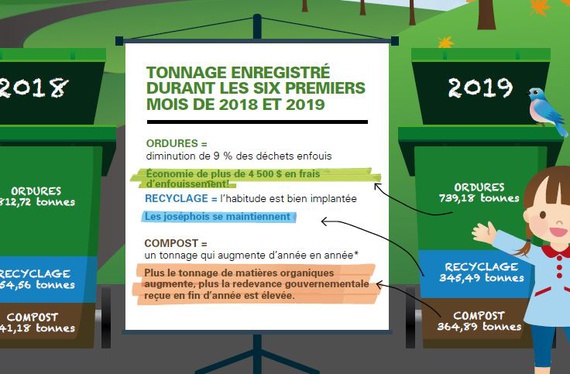 2018
ORDURES
812,72 tonnes
RECYCLAGE
54,56 tonnes
COMPOST
41,18 tonnes
TONNAGE ENREGISTRÉ
DURANT LES SIX PREMIERS
MOIS DE 2018 ET 2019
ORDURES =
diminution de 9 % des déchets enfouis
Économie de plus de 4 500 $ en frais
d'enfouissement!
RECYCLAGE = l'habitude est bien implantée
Les joséphois se maintiennent
COMPOST =
un tonnage qui augmente d'année en année*
Plus le tonnage de matières organiques
augmente, plus la redevance gouvernementale
reçue en fin d'année est élevée.
2019
ORDURES
739,18 tonnes
RECYCLAGE
345,49 tonnes
COMPOST
364,89 tonnes